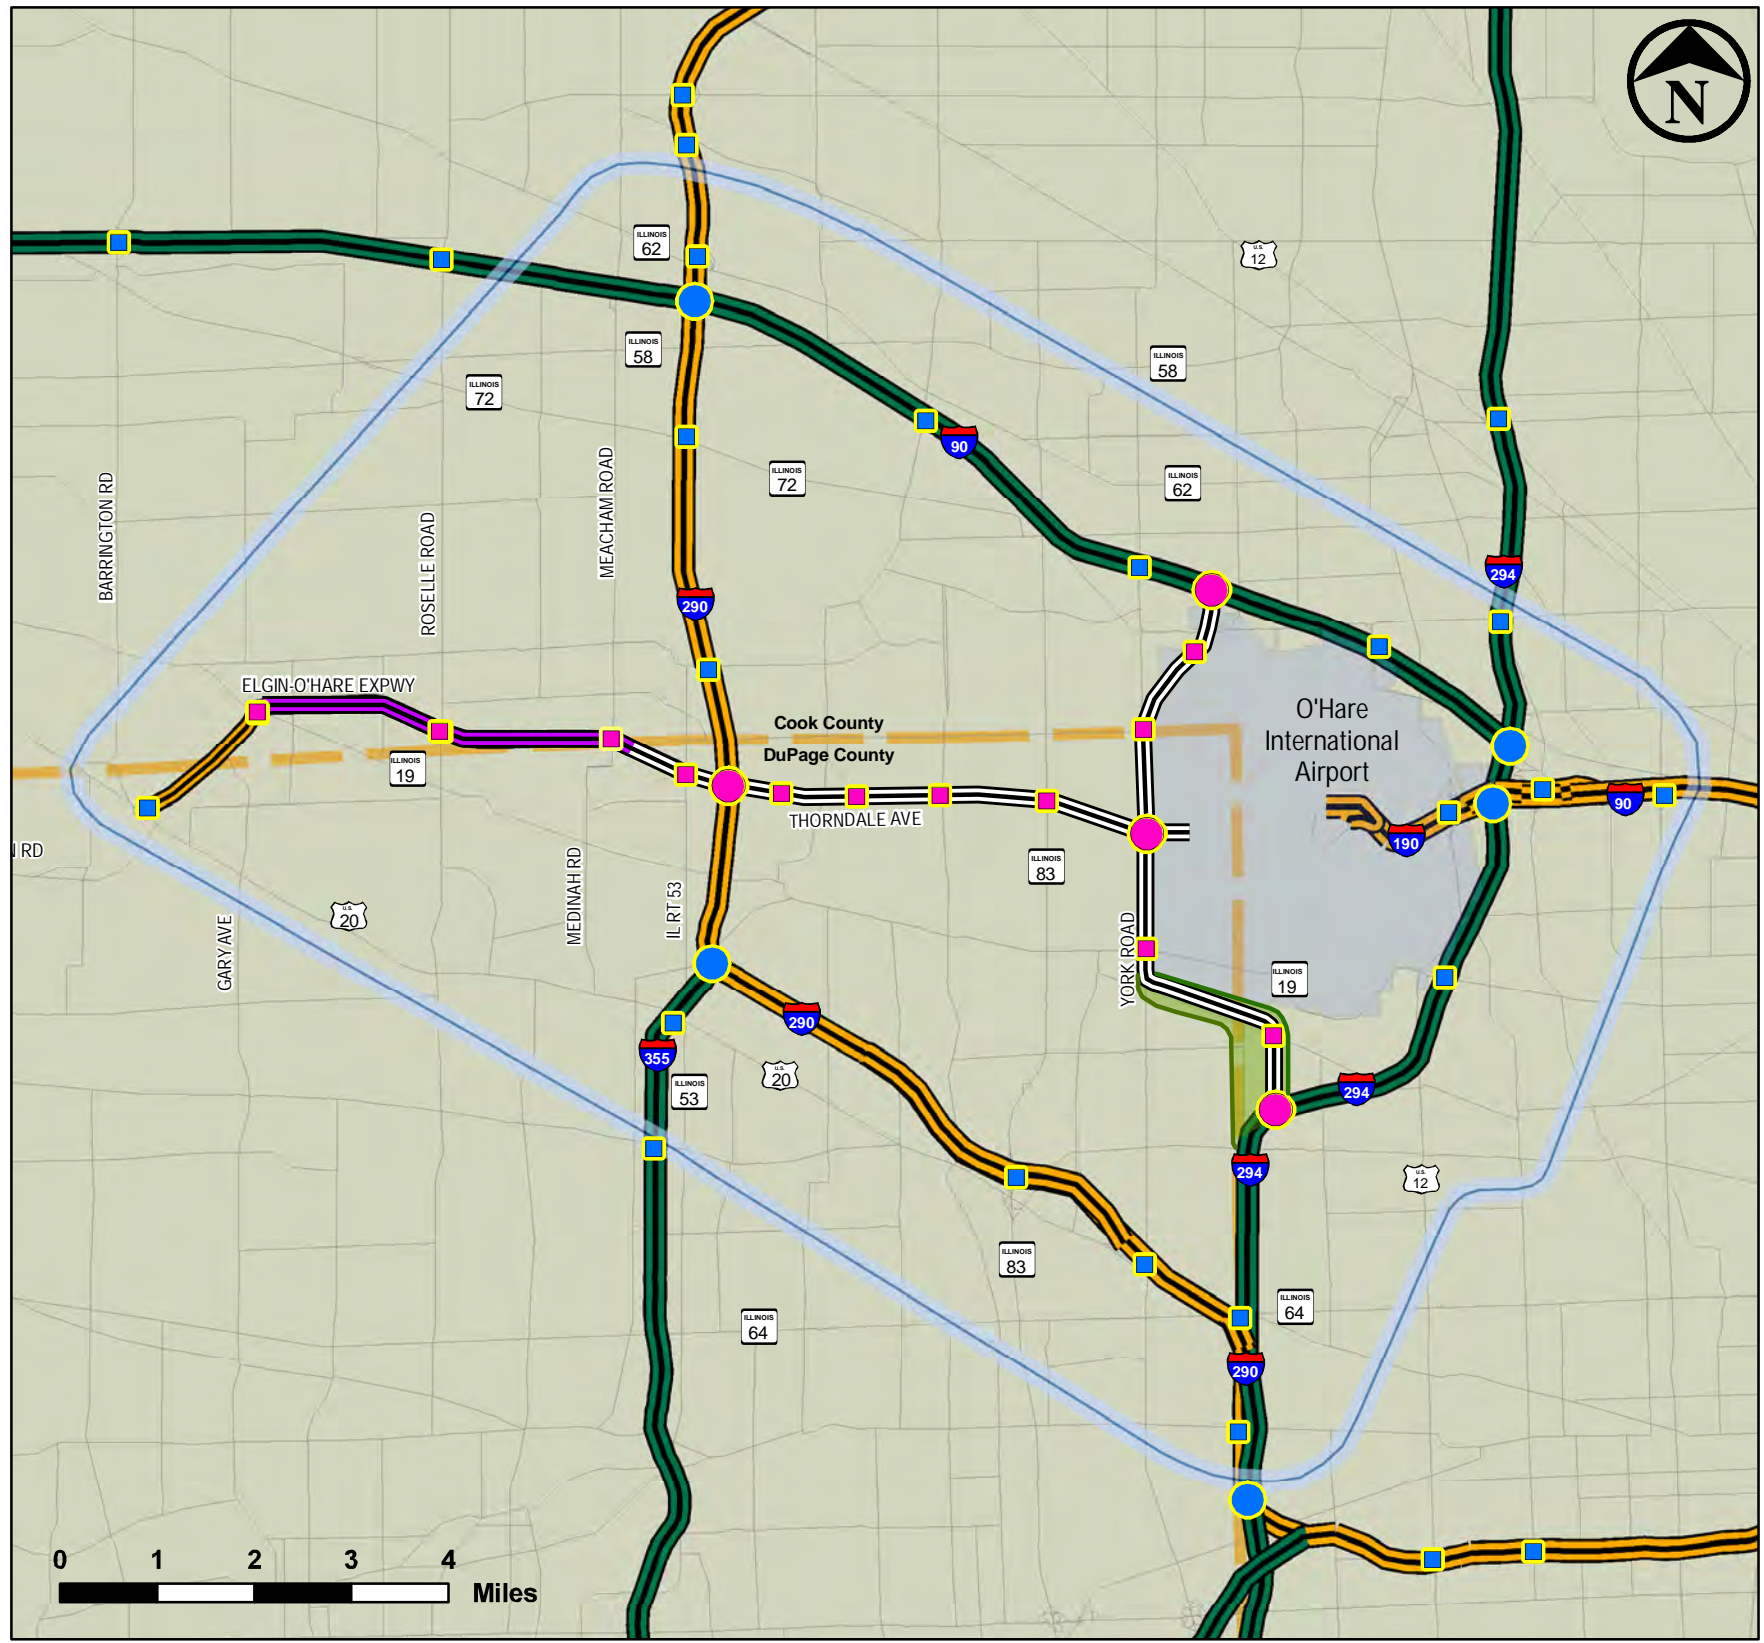 N
ILLINOIS
62
U.S.
12
ILLINOIS
58
ILLINOIS
58
ILLINOIS
72
90
ILLINOIS
72
ILLINOIS
62
BARRINGTON RD
ROSELLE ROAD
MEACHAM ROAD
294
290
ELGIN-O'HARE EXPWY
Cook County
DuPage County
O'Hare
International
Airport
ILLINOIS
19
THORNDALE AVE
90
190
RD
ILLINOIS
83
U.S.
20
GARY AVE
MEDINAH RD
IL RT 53
YORK ROAD
ILLINOIS
19
290
355
U.S.
20
ILLINOIS
53
294
294
U.S.
12
ILLINOIS
83
ILLINOIS
64
ILLINOIS
64
290
0 1 2 3 4
Miles